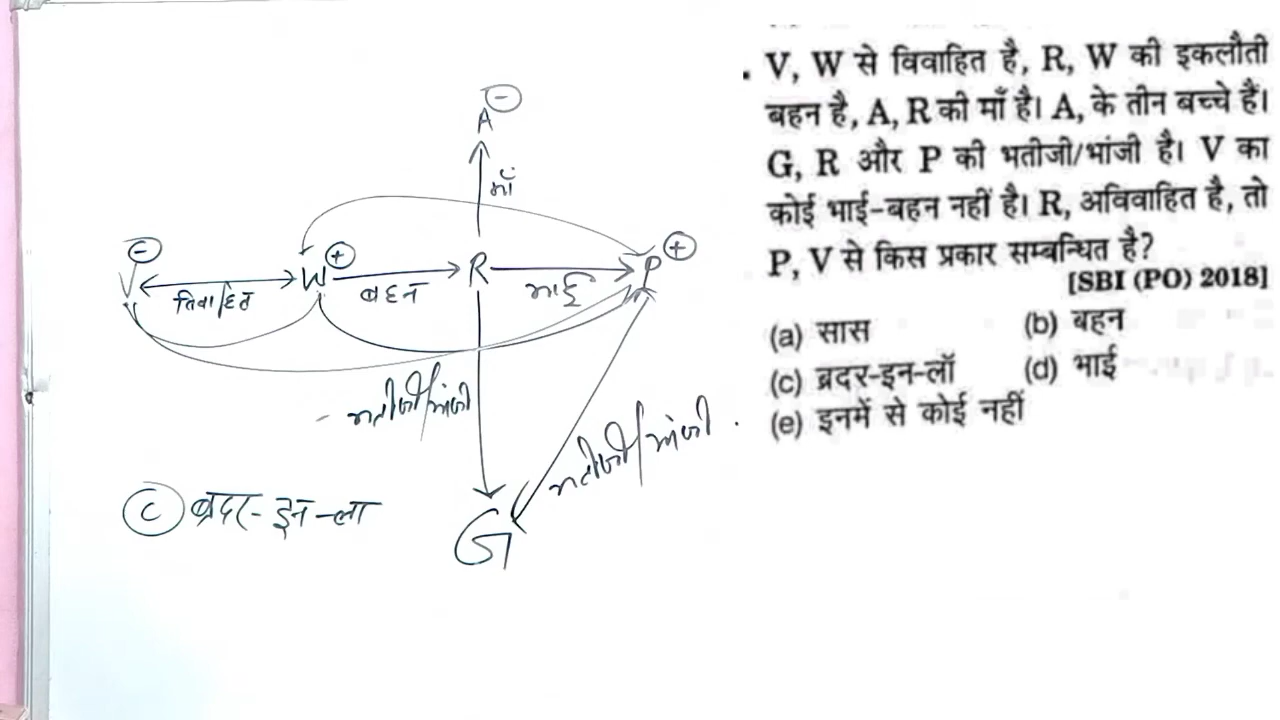 V, W से विवाहित है, R, W की इकलौती
बहन है, A, R की माँ है। A, के तीन बच्चे हैं।
G, R और P की भतीजी/भांजी है। V का
कोई भाई-बहन नहीं है। R, अविवाहित है, तो
P, V से किस प्रकार सम्बन्धित है?
[SBI (PO) 2018]
(a) सास (b) बहन
(c) ब्रदर-इन-लॉ (d) भाई
(e) इनमें से कोई नहीं
A -
माँ
V - W + R P +
विवाहित बहन भाई
भतीजी/भांजी
भतीजी/भांजी
G
(c) ब्रदर-इन-ला